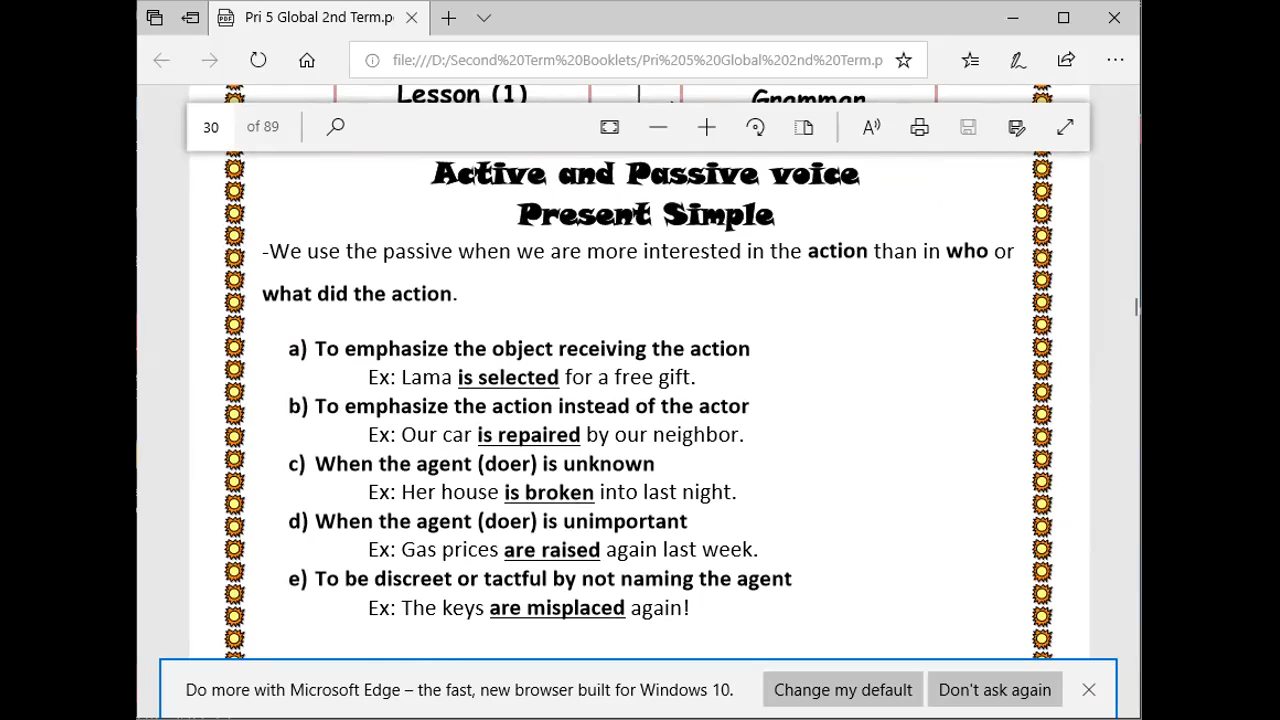 Pri 5 Global 2nd Term.p
file:///D:/Second%20Term%20Booklets/Pri%205%20Global%202nd%20Term.p
Lesson (1)
Grammar
30 of 89
Active and Passive voice
Present Simple
-We use the passive when we are more interested in the action than in who or
what did the action.
a) To emphasize the object receiving the action
Ex: Lama is selected for a free gift.
b) To emphasize the action instead of the actor
Ex: Our car is repaired by our neighbor.
c) When the agent (doer) is unknown
Ex: Her house is broken into last night.
d) When the agent (doer) is unimportant
Ex: Gas prices are raised again last week.
e) To be discreet or tactful by not naming the agent
Ex: The keys are misplaced again!
Do more with Microsoft Edge – the fast, new browser built for Windows 10.
Change my default
Don't ask again